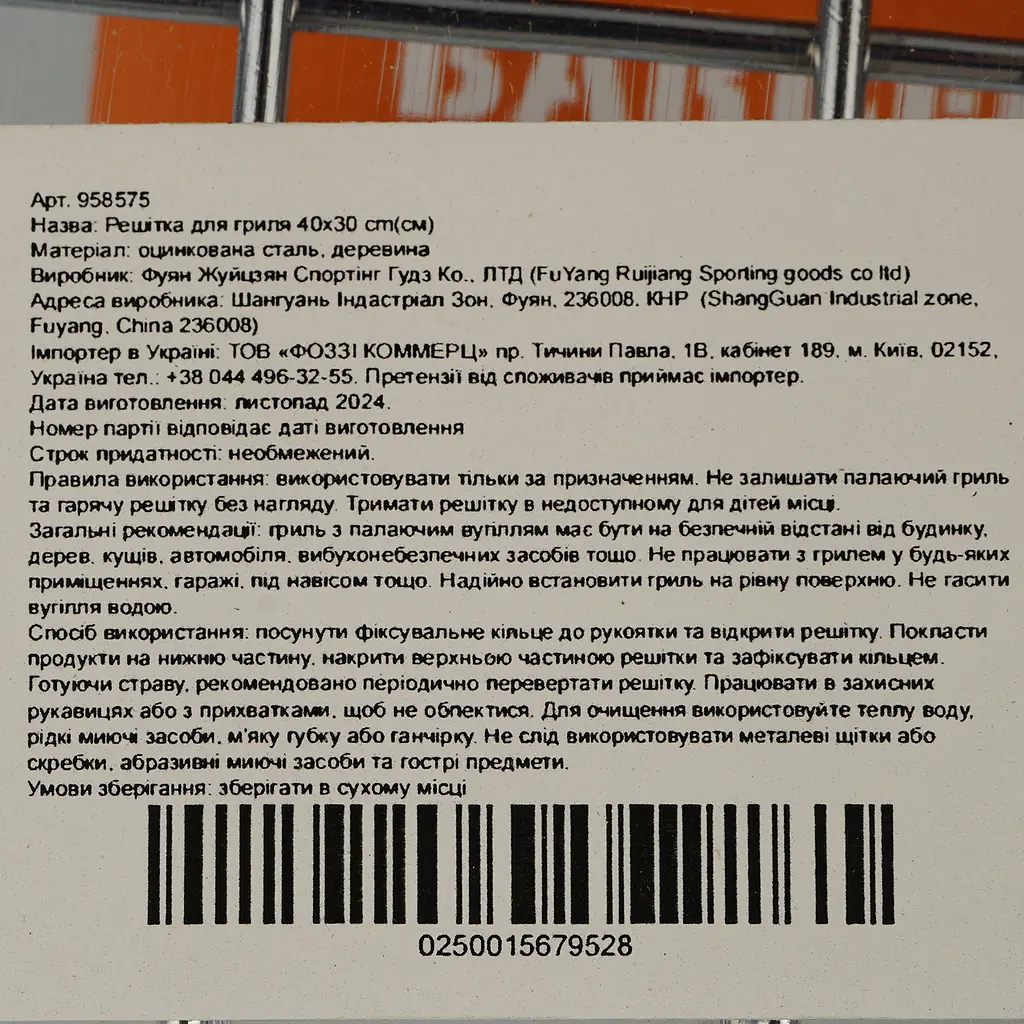 Арт. 958575
Назва: Решітка для гриля 40х30 cm(см)
Матеріал: оцинкована сталь, деревина
Виробник: Фуян Жуйцзян Спортінг Гудз Ко., ЛТД (FuYang Ruijiang Sporting goods co ltd)
Адреса виробника: Шангуань Індастріал Зон, Фуян, 236008, КНР (ShangGuan Industrial zone,
Fuyang, China 236008)
Імпортер в Україні: ТОВ «ФОЗЗІ КОММЕРЦ» пр. Тичини Павла, 1В, кабінет 189, м. Київ, 02152,
Україна тел.: +38 044 496-32-55. Претензії від споживачів приймає імпортер.
Дата виготовлення: листопад 2024.
Номер партії відповідає даті виготовлення
Строк придатності: необмежений.
Правила використання: використовувати тільки за призначенням. Не залишати палаючий гриль
та гарячу решітку без нагляду. Тримати решітку в недоступному для дітей місці.
Загальні рекомендації: гриль з палаючим вугіллям має бути на безпечній відстані від будинку,
дерев, кущів, автомобіля, вибухонебезпечних засобів тощо. Не працювати з грилем у будь-яких
приміщеннях, гаражі, під навісом тощо. Надійно встановити гриль на рівну поверхню. Не гасити
вугілля водою.
Спосіб використання: посунути фіксувальне кільце до рукоятки та відкрити решітку. Покласти
продукти на нижню частину, накрити верхньою частиною решітки та зафіксувати кільцем.
Готуючи страву, рекомендовано періодично перевертати решітку. Працювати в захисних
рукавицях або з прихватками, щоб не обпектися. Для очищення використовуйте теплу воду,
рідкі миючі засоби, м'яку губку або ганчірку. Не слід використовувати металеві щітки або
скребки, абразивні миючі засоби та гострі предмети.
Умови зберігання: зберігати в сухому місці
0250015679528